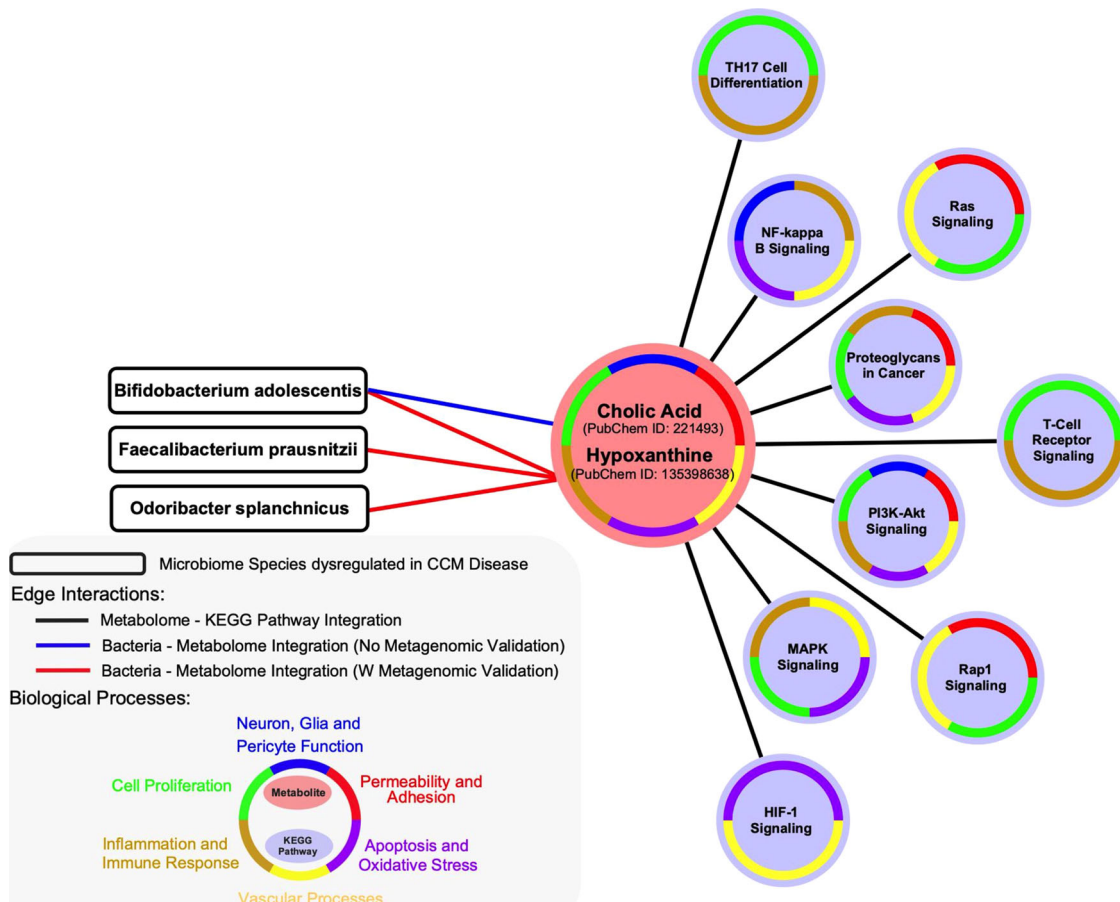 TH17 Cell
Differentiation
NF-kappa
B Signaling
Ras
Signaling
Proteoglycans
in Cancer
Bifidobacterium adolescentis
Faecalibacterium prausnitzii
Odoribacter splanchnicus
Cholic Acid
(PubChem ID: 221493)
Hypoxanthine
(PubChem ID: 135398638)
T-Cell
Receptor
Signaling
PI3K-Akt
Signaling
MAPK
Signaling
Rap1
Signaling
HIF-1
Signaling
Microbiome Species dysregulated in CCM Disease
Edge Interactions:
Metabolome - KEGG Pathway Integration
Bacteria - Metabolome Integration (No Metagenomic Validation)
Bacteria - Metabolome Integration (W Metagenomic Validation)
Biological Processes:
Neuron, Glia and
Pericyte Function
Cell Proliferation
Metabolite
Permeability and
Adhesion
Inflammation and
Immune Response
KEGG
Pathway
Apoptosis and
Oxidative Stress
Vascular Processes